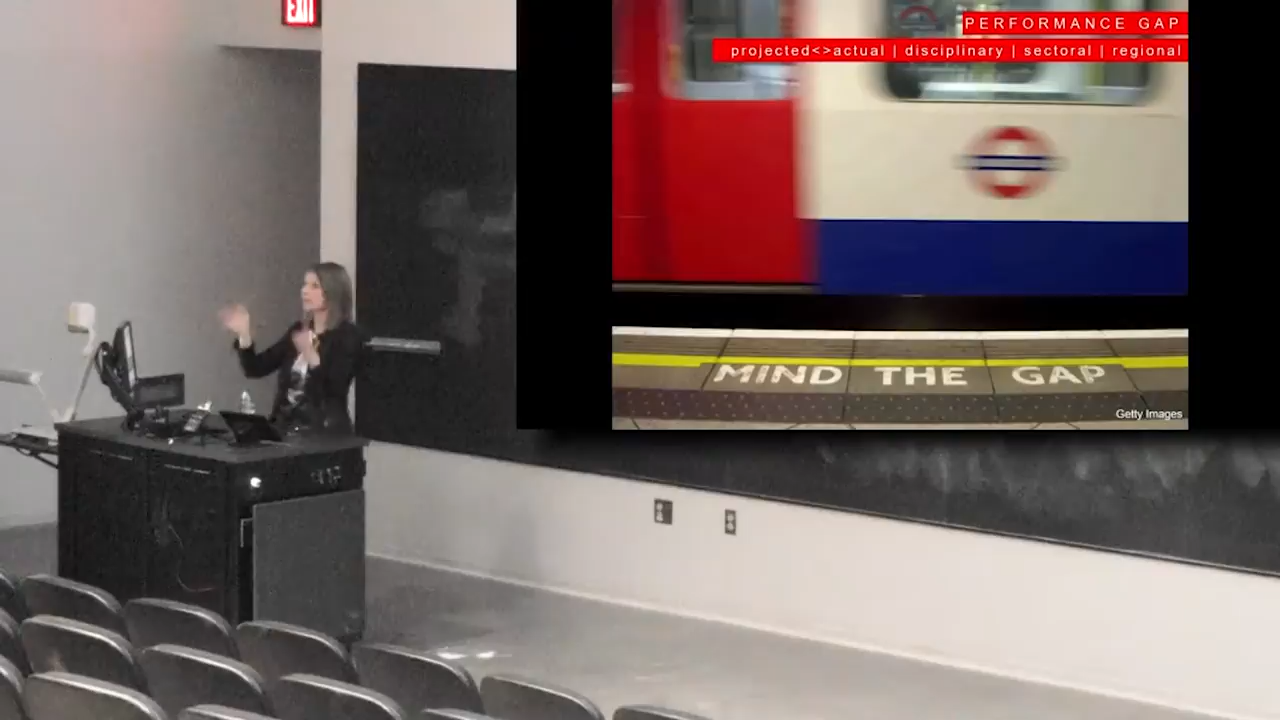 EXIT
PERFORMANCE GAP
projected<>actual | disciplinary | sectoral | regional
MIND THE GAP
Getty Images